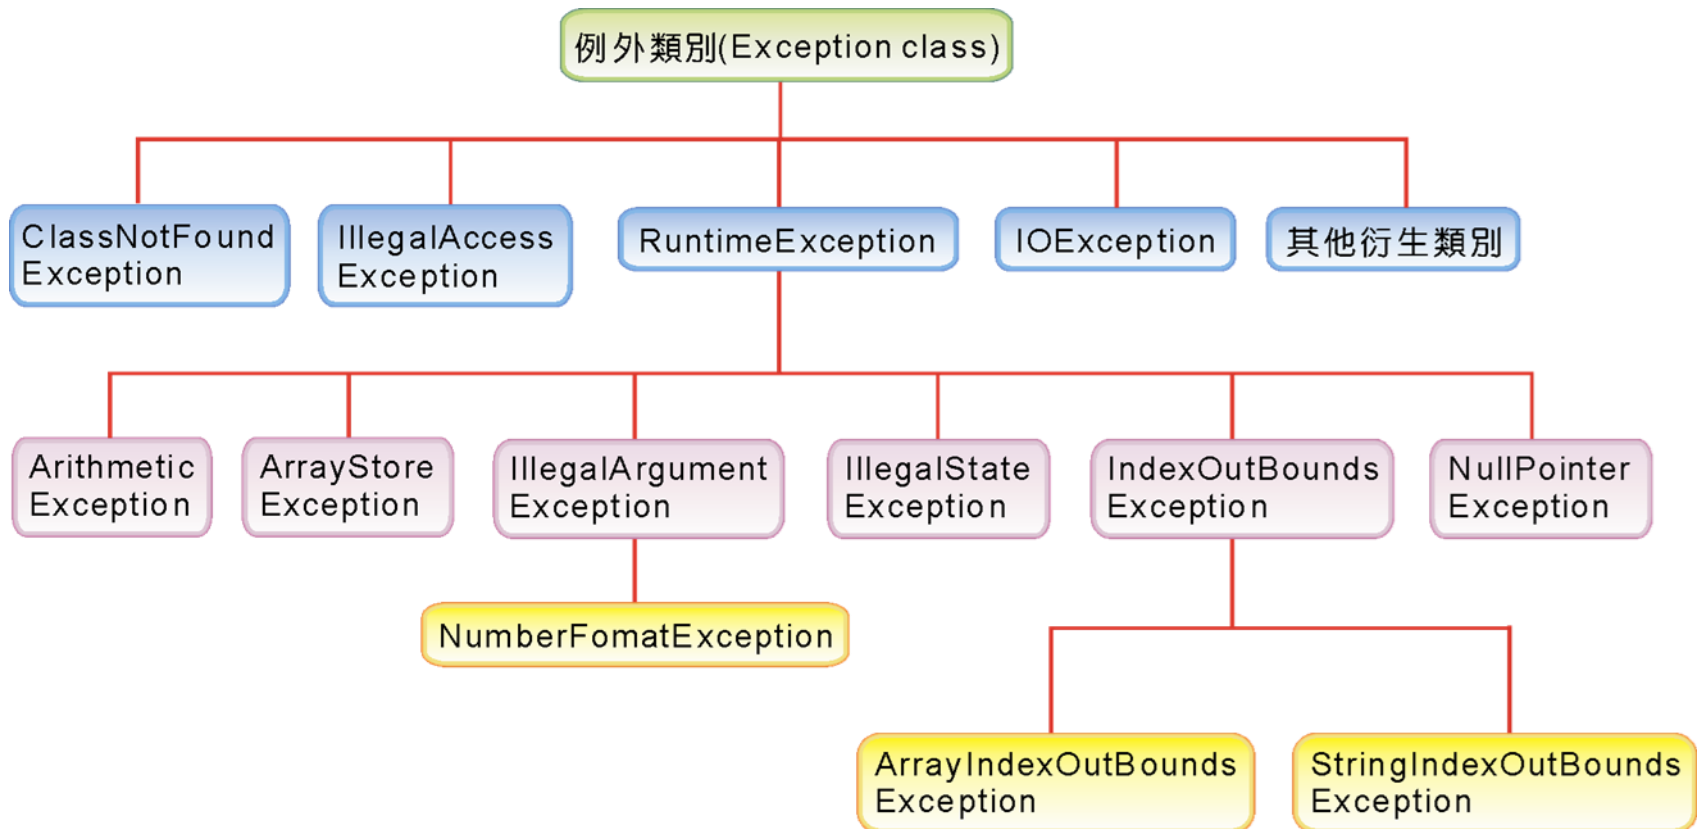 例外類別(Exception class)
ClassNotFound
Exception
IllegalAccess
Exception
RuntimeException
IOException
其他衍生類別
Arithmetic
Exception
ArrayStore
Exception
IllegalArgument
Exception
IllegalState
Exception
IndexOutBounds
Exception
NullPointer
Exception
NumberFomatException
ArrayIndexOutBounds
Exception
StringIndexOutBounds
Exception